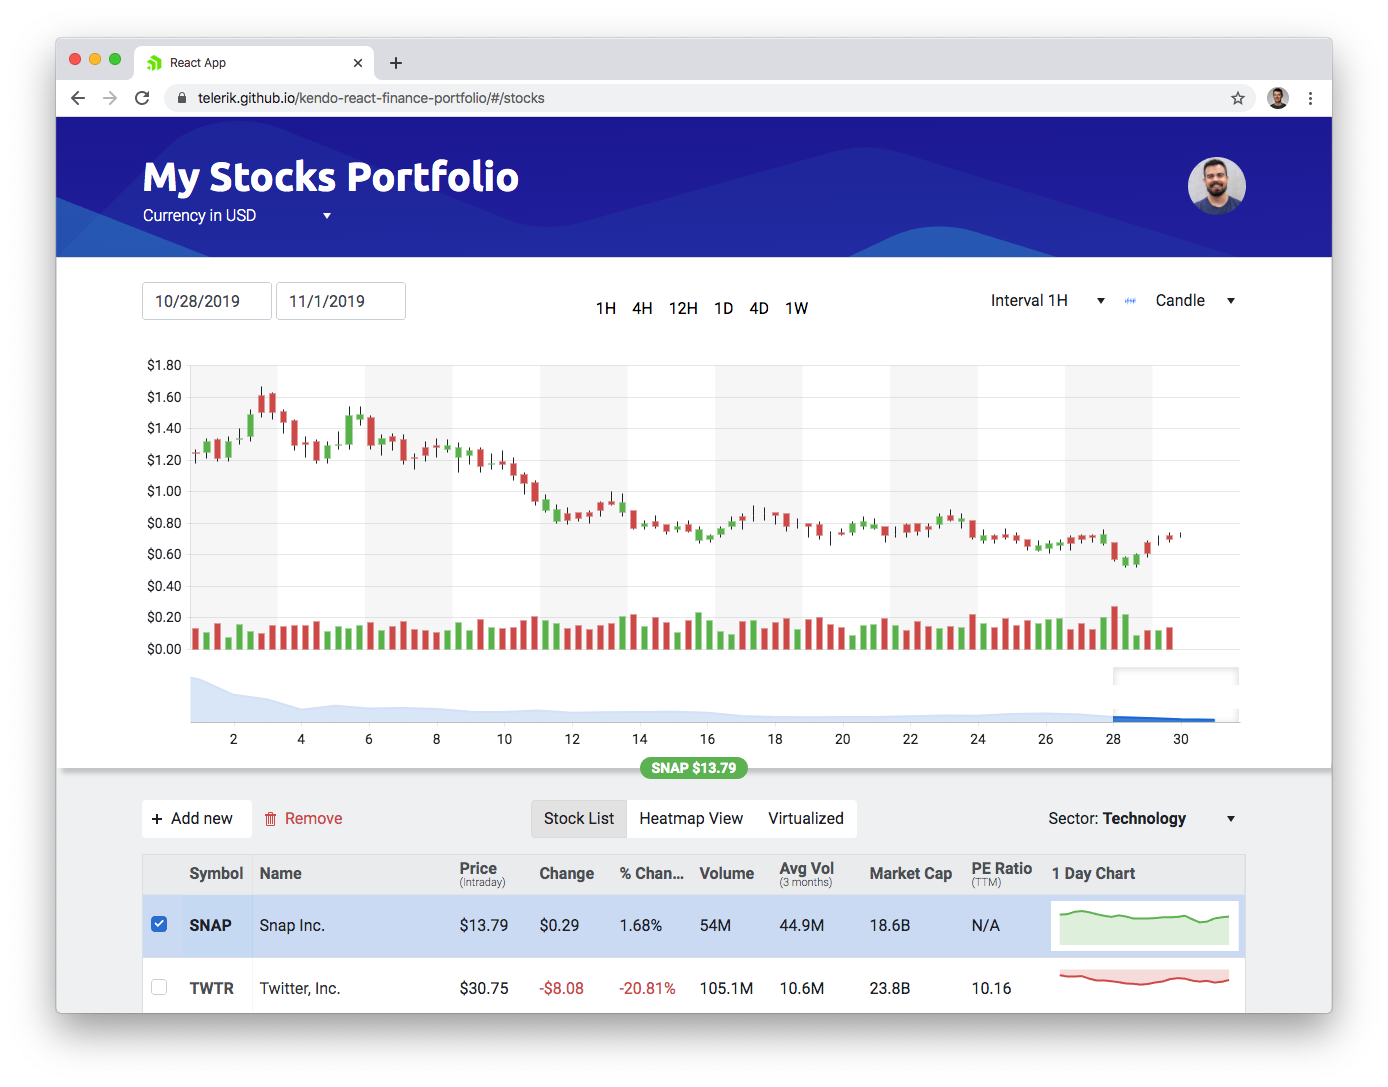 React App
telerik.github.io/kendo-react-finance-portfolio/#/stocks
My Stocks Portfolio
Currency in USD
10/28/2019 11/1/2019 1H 4H 12H 1D 4D 1W Interval 1H Candle
$1.80
$1.60
$1.40
$1.20
$1.00
$0.80
$0.60
$0.40
$0.20
$0.00
2 4 6 8 10 12 14 16 18 20 22 24 26 28 30
SNAP $13.79
+ Add new Remove Stock List Heatmap View Virtualized Sector: Technology
Symbol Name Price (Intraday) Change % Chan... Volume Avg Vol (3 months) Market Cap PE Ratio (TTM) 1 Day Chart
SNAP Snap Inc. $13.79 $0.29 1.68% 54M 44.9M 18.6B N/A
TWTR Twitter, Inc. $30.75 -$8.08 -20.81% 105.1M 10.6M 23.8B 10.16